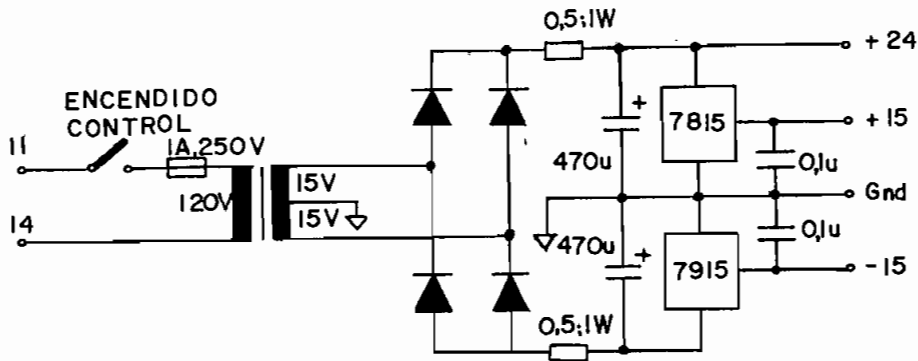 0,5;1W
+ 24
ENCENDIDO
CONTROL
11
1A,250V
+
7815
+ 15
470u
0,1u
120V
15V
15V
Gnd
14
470u
+
7915
0,1u
-15
0,5;1W